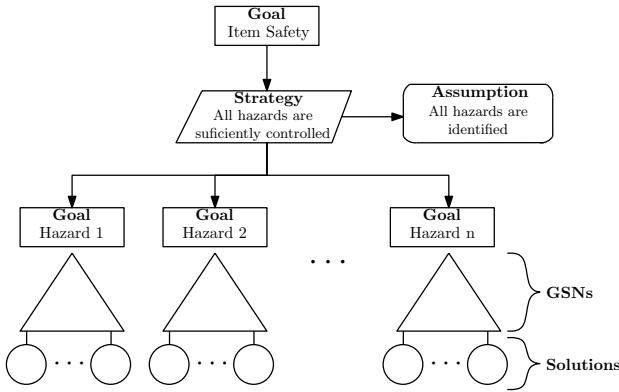 Goal
Item Safety
Strategy
All hazards are
suficiently controlled
Assumption
All hazards are
identified
Goal
Hazard 1
Goal
Hazard 2
Goal
Hazard n
. . .
GSNs
. . .
. . .
. . .
Solutions